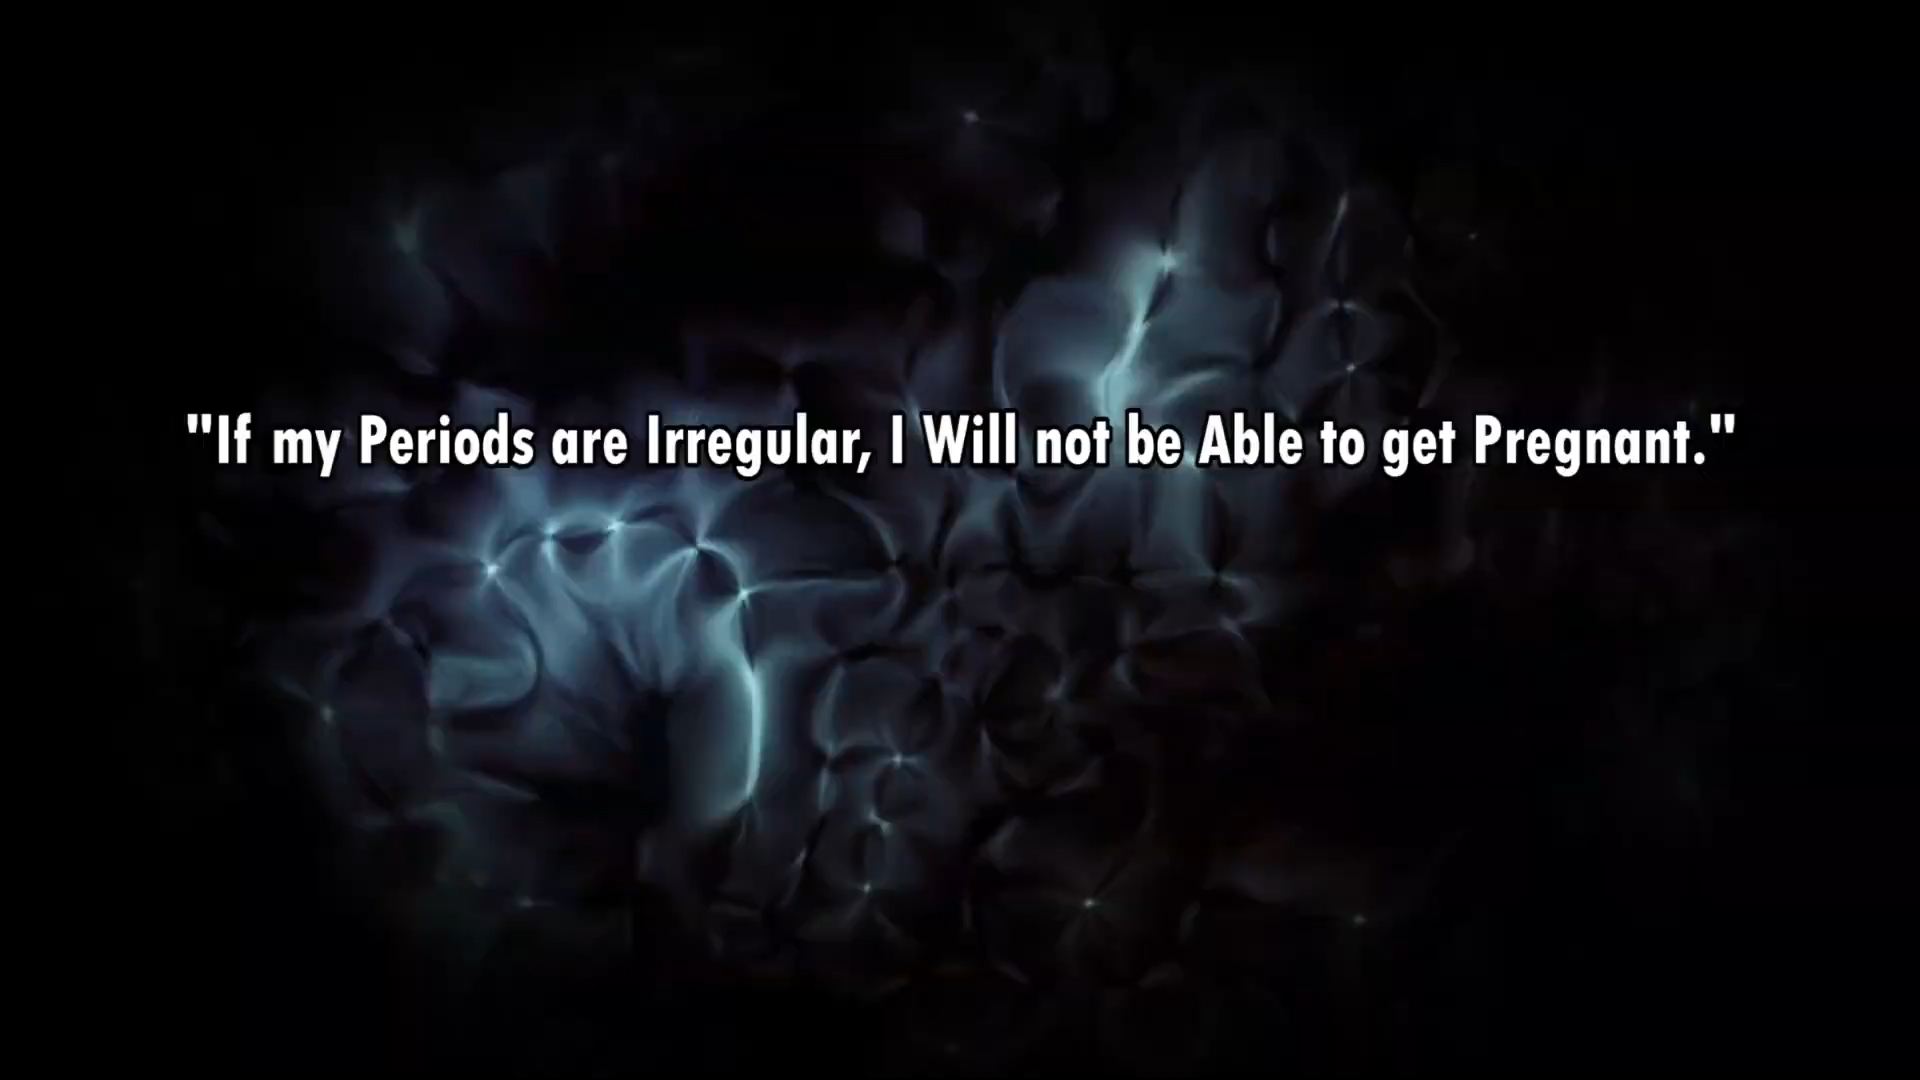 "If my Periods are Irregular, I Will not be Able to get Pregnant."